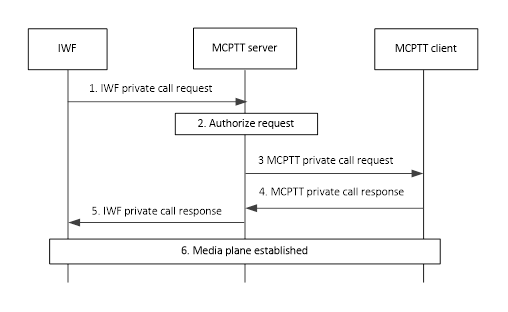 IWF
MCPTT server
MCPTT client
1. IWF private call request
2. Authorize request
3 MCPTT private call request
4. MCPTT private call response
5. IWF private call response
6. Media plane established